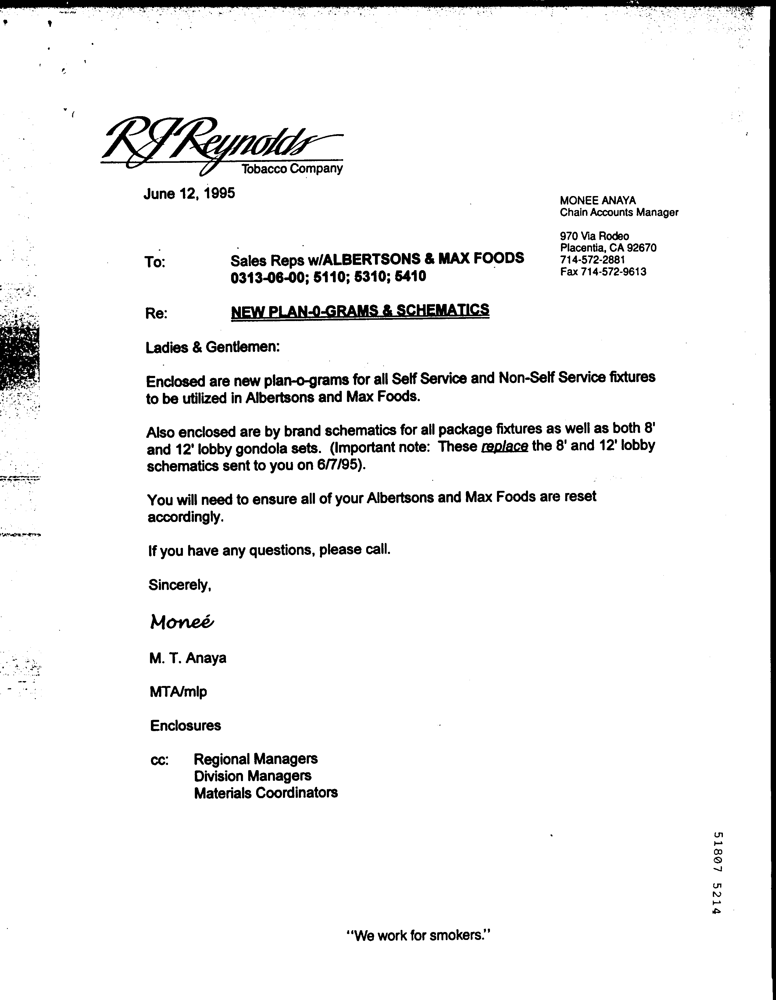 RJReynolds
Tobacco Company
June 12, 1995
MONEE ANAYA
Chain Accounts Manager
970 Via Rodeo
Placentia, CA 92670
714-572-2881
Fax 714-572-9613
To: Sales Reps w/ALBERTSONS & MAX FOODS
0313-06-00; 5110; 5310; 5410
Re: NEW PLAN-0-GRAMS & SCHEMATICS
Ladies & Gentlemen:
Enclosed are new plan-o-grams for all Self Service and Non-Self Service fixtures
to be utilized in Albertsons and Max Foods.
Also enclosed are by brand schematics for all package fixtures as well as both 8'
and 12' lobby gondola sets. (Important note: These replace the 8' and 12' lobby
schematics sent to you on 6/7/95).
You will need to ensure all of your Albertsons and Max Foods are reset
accordingly.
If you have any questions, please call.
Sincerely,
Moneé
M. T. Anaya
MTA/mlp
Enclosures
cc: Regional Managers
Division Managers
Materials Coordinators
51807 5214
"We work for smokers."